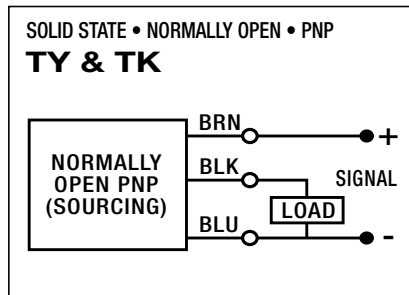 SOLID STATE • NORMALLY OPEN • PNP
TY & TK
NORMALLY
OPEN PNP
(SOURCING)
BRN
+
BLK
SIGNAL
LOAD
BLU
-